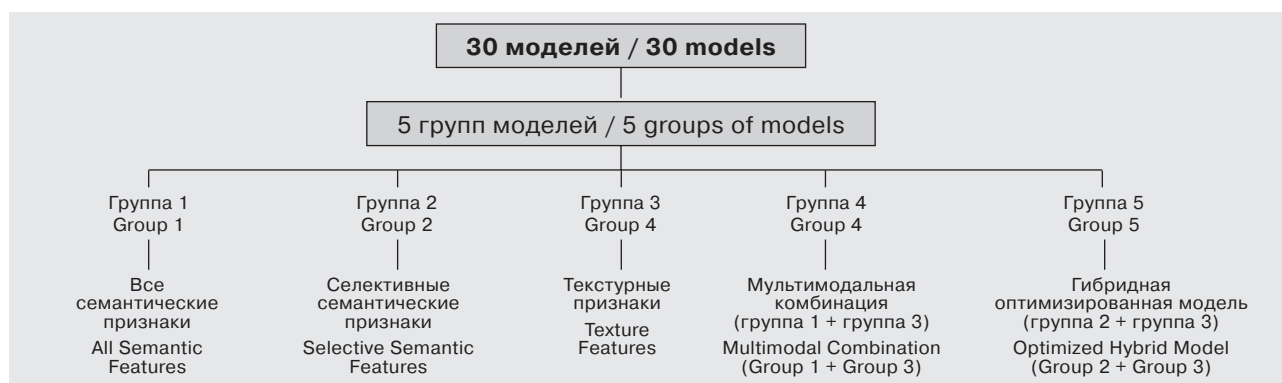 30 моделей / 30 models
5 групп моделей / 5 groups of models
Группа 1
Group 1
Все
семантические
признаки
All Semantic
Features
Группа 2
Group 2
Селективные
семантические
признаки
Selective Semantic
Features
Группа 3
Group 4
Текстурные
признаки
Texture
Features
Группа 4
Group 4
Мультимодальная
комбинация
(группа 1 + группа 3)
Multimodal Combination
(Group 1 + Group 3)
Группа 5
Group 5
Гибридная
оптимизированная модель
(группа 2 + группа 3)
Optimized Hybrid Model
(Group 2 + Group 3)